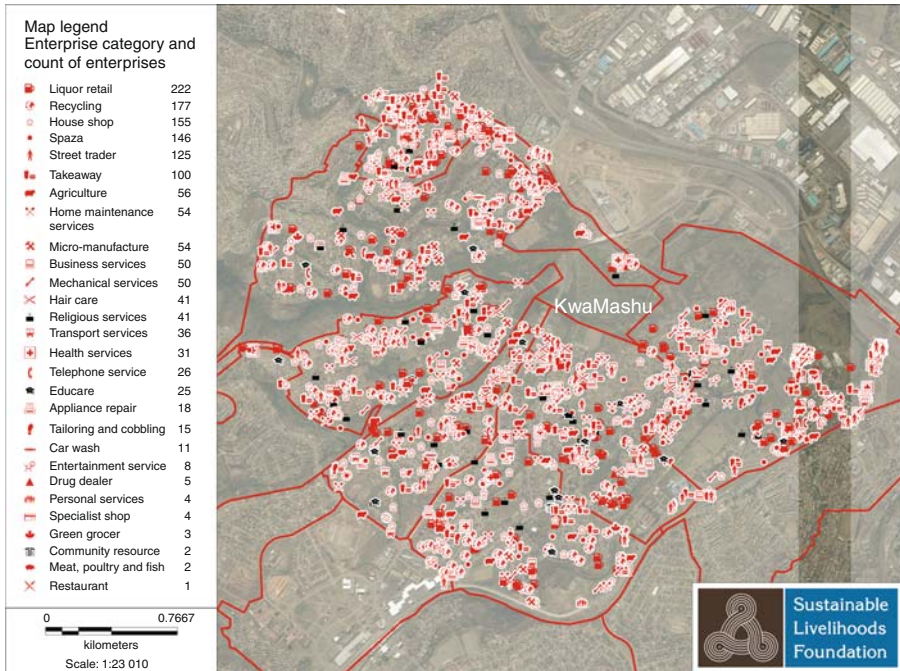 Map legend
Enterprise category and
count of enterprises
Liquor retail 222
Recycling 177
House shop 155
Spaza 146
Street trader 125
Takeaway 100
Agriculture 56
Home maintenance 54
services
Micro-manufacture 54
Business services 50
Mechanical services 50
Hair care 41
Religious services 41
Transport services 36
Health services 31
Telephone service 26
Educare 25
Appliance repair 18
Tailoring and cobbling 15
Car wash 11
Entertainment service 8
Drug dealer 5
Personal services 4
Specialist shop 4
Green grocer 3
Community resource 2
Meat, poultry and fish 2
Restaurant 1
0 0.7667
kilometers
Scale: 1:23 010
KwaMashu
Sustainable
Livelihoods
Foundation